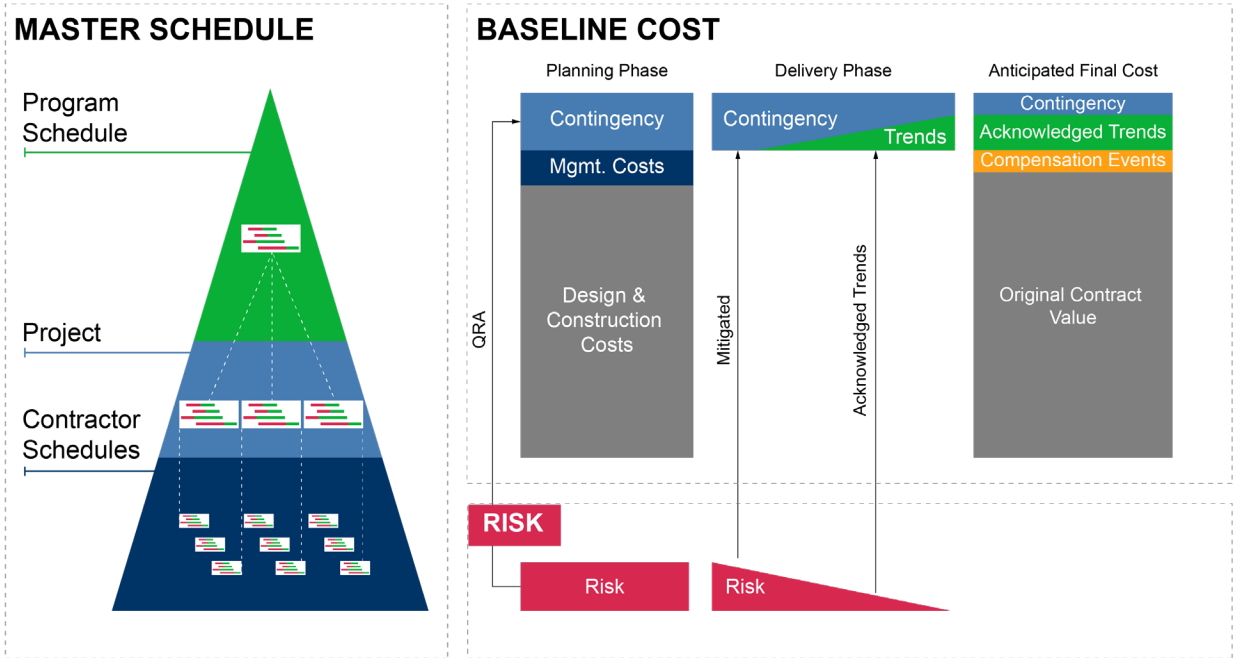 MASTER SCHEDULE
Program
Schedule
Project
Contractor
Schedules
BASELINE COST
Planning Phase
Delivery Phase
Anticipated Final Cost
Contingency
Mgmt. Costs
Design &
Construction
Costs
Contingency
Trends
Contingency
Acknowledged Trends
Compensation Events
Original Contract
Value
QRA
Mitigated
Acknowledged Trends
RISK
Risk
Risk